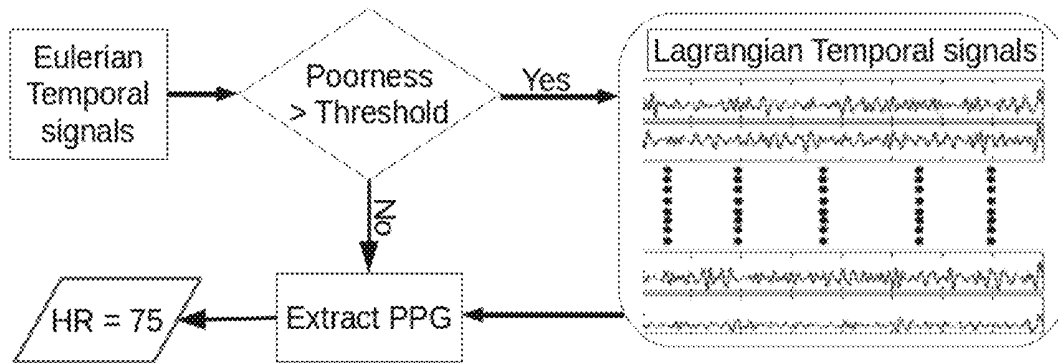 Eulerian
Temporal
signals
Poorness
> Threshold
Yes
Lagrangian Temporal signals
No
Extract PPG
HR = 75